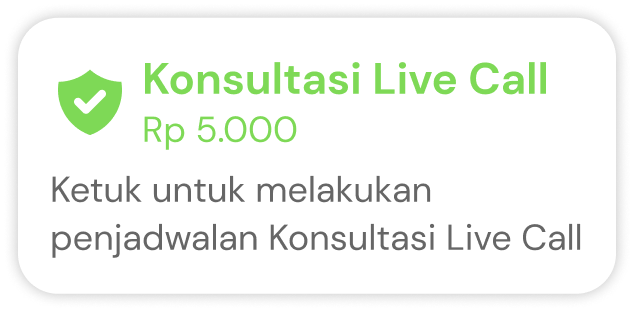 Konsultasi Live Call
Rp 5.000
Ketuk untuk melakukan
penjadwalan Konsultasi Live Call